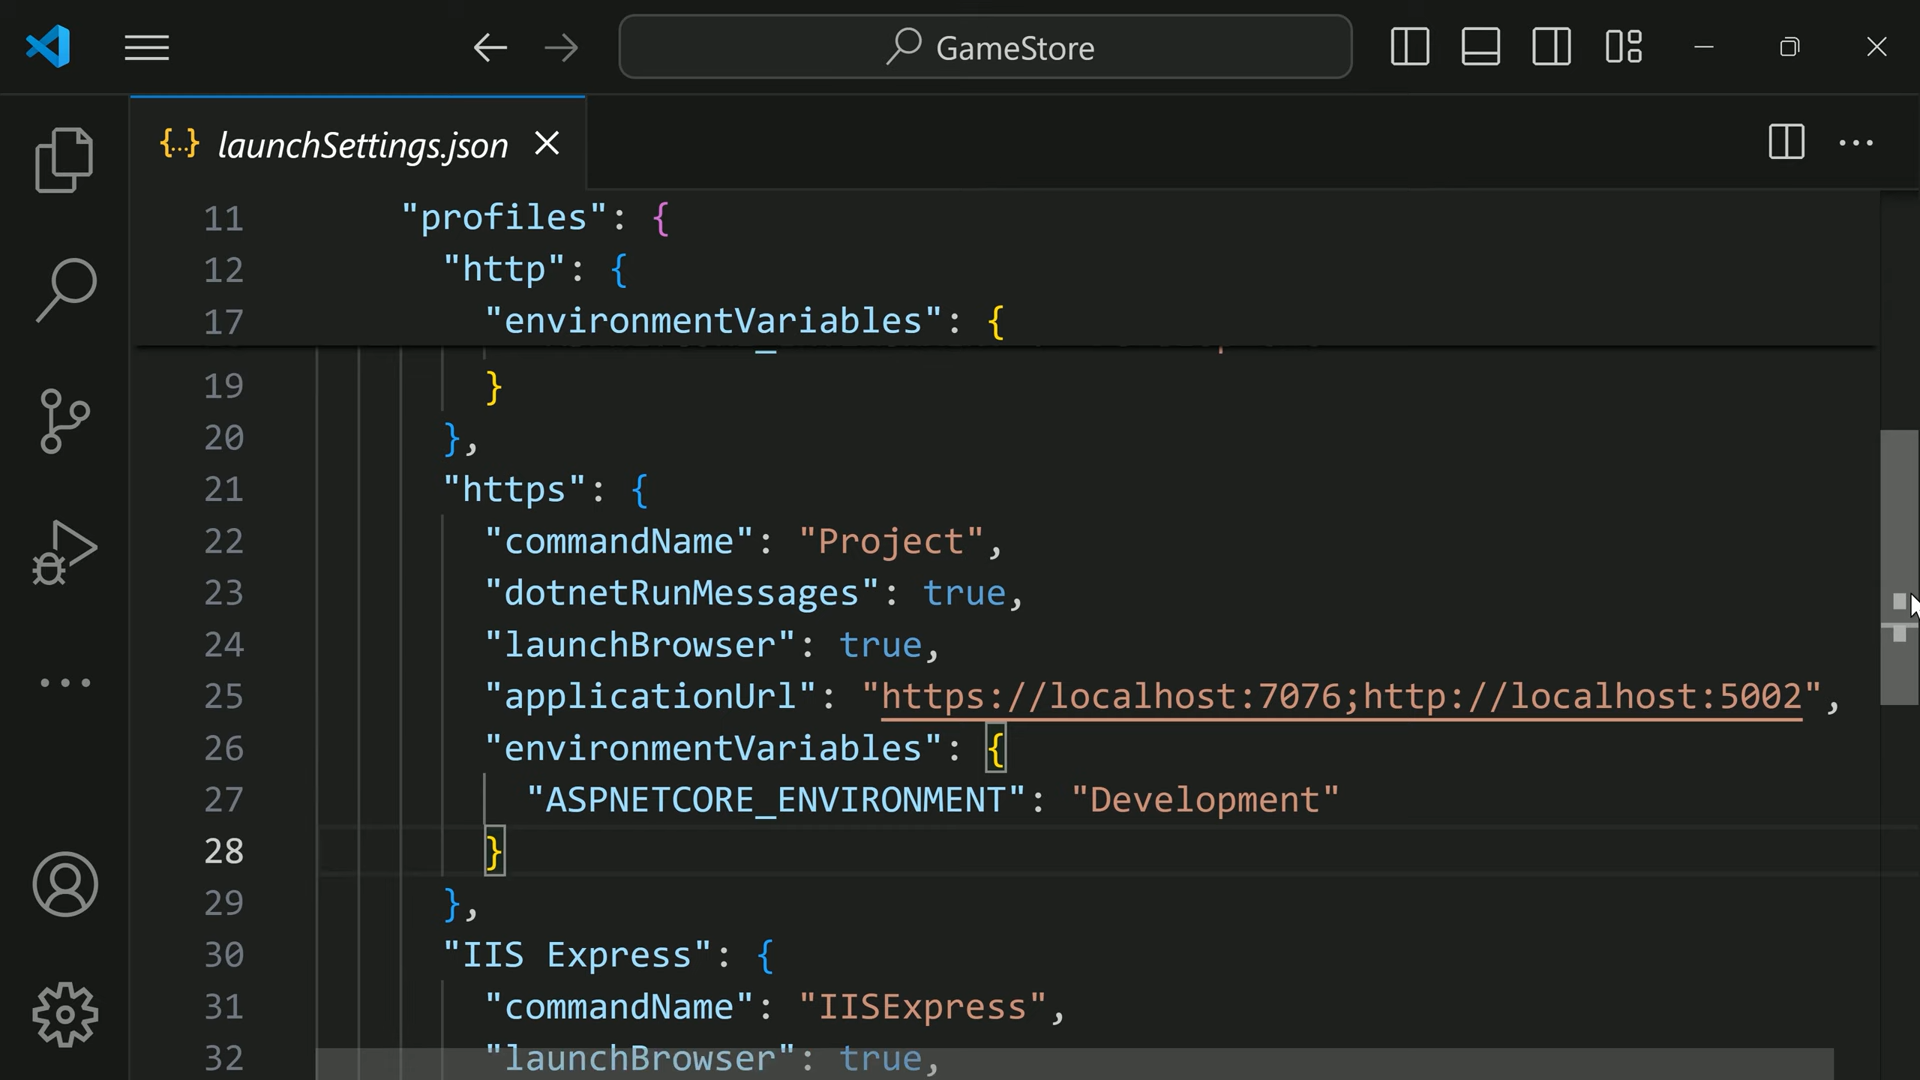 GameStore
{...} launchSettings.json
11 "profiles": {
12 "http": {
17 "environmentVariables": {
19 }
20 },
21 "https": {
22 "commandName": "Project",
23 "dotnetRunMessages": true,
24 "launchBrowser": true,
25 "applicationUrl": "https://localhost:7076;http://localhost:5002",
26 "environmentVariables": {
27 "ASPNETCORE_ENVIRONMENT": "Development"
28 }
29 },
30 "IIS Express": {
31 "commandName": "IISExpress",
32 "launchBrowser": true,